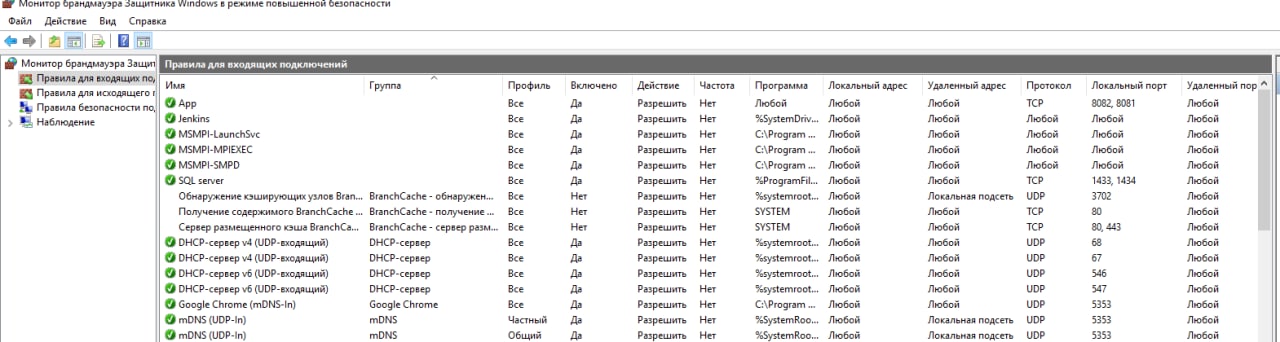 Монитор брандмауэра Защитника Windows в режиме повышенной безопасности
Файл Действие Вид Справка
Монитор брандмауэра Защит
Правила для входящих под
Правила для исходящего п
Правила безопасности по
Наблюдение
Правила для входящих подключений
Имя Группа Профиль Включено Действие Частота Программа Локальный адрес Удаленный адрес Протокол Локальный порт Удаленный пор
App Все Да Разрешить Нет Любой Любой Любой TCP 8082, 8081 Любой
Jenkins Все Да Разрешить Нет %SystemDriv... Любой Любой Любой Любой Любой
MSMPI-LaunchSvc Все Да Разрешить Нет C:\Program ... Любой Любой Любой Любой Любой
MSMPI-MPIEXEC Все Да Разрешить Нет C:\Program ... Любой Любой Любой Любой Любой
MSMPI-SMPD Все Да Разрешить Нет C:\Program ... Любой Любой Любой Любой Любой
SQL server Все Да Разрешить Нет %ProgramFil... Любой Любой TCP 1433, 1434 Любой
Обнаружение кэширующих узлов Bran... BranchCache - обнаружен... Все Нет Разрешить Нет %systemroot... Любой Локальная подсеть UDP 3702 Любой
Получение содержимого BranchCache ... BranchCache - получение ... Все Нет Разрешить Нет SYSTEM Любой Любой TCP 80 Любой
Сервер размещенного кэша BranchCa... BranchCache - сервер разм... Все Нет Разрешить Нет SYSTEM Любой Любой TCP 80, 443 Любой
DHCP-сервер v4 (UDP-входящий) DHCP-сервер Все Да Разрешить Нет %systemroot... Любой Любой UDP 68 Любой
DHCP-сервер v4 (UDP-входящий) DHCP-сервер Все Да Разрешить Нет %systemroot... Любой Любой UDP 67 Любой
DHCP-сервер v6 (UDP-входящий) DHCP-сервер Все Да Разрешить Нет %systemroot... Любой Любой UDP 546 Любой
DHCP-сервер v6 (UDP-входящий) DHCP-сервер Все Да Разрешить Нет %systemroot... Любой Любой UDP 547 Любой
Google Chrome (mDNS-In) Google Chrome Все Да Разрешить Нет C:\Program ... Любой Любой UDP 5353 Любой
mDNS (UDP-In) mDNS Частный Да Разрешить Нет %SystemRoo... Любой Локальная подсеть UDP 5353 Любой
mDNS (UDP-In) mDNS Общий Да Разрешить Нет %SystemRoo... Любой Локальная подсеть UDP 5353 Любой